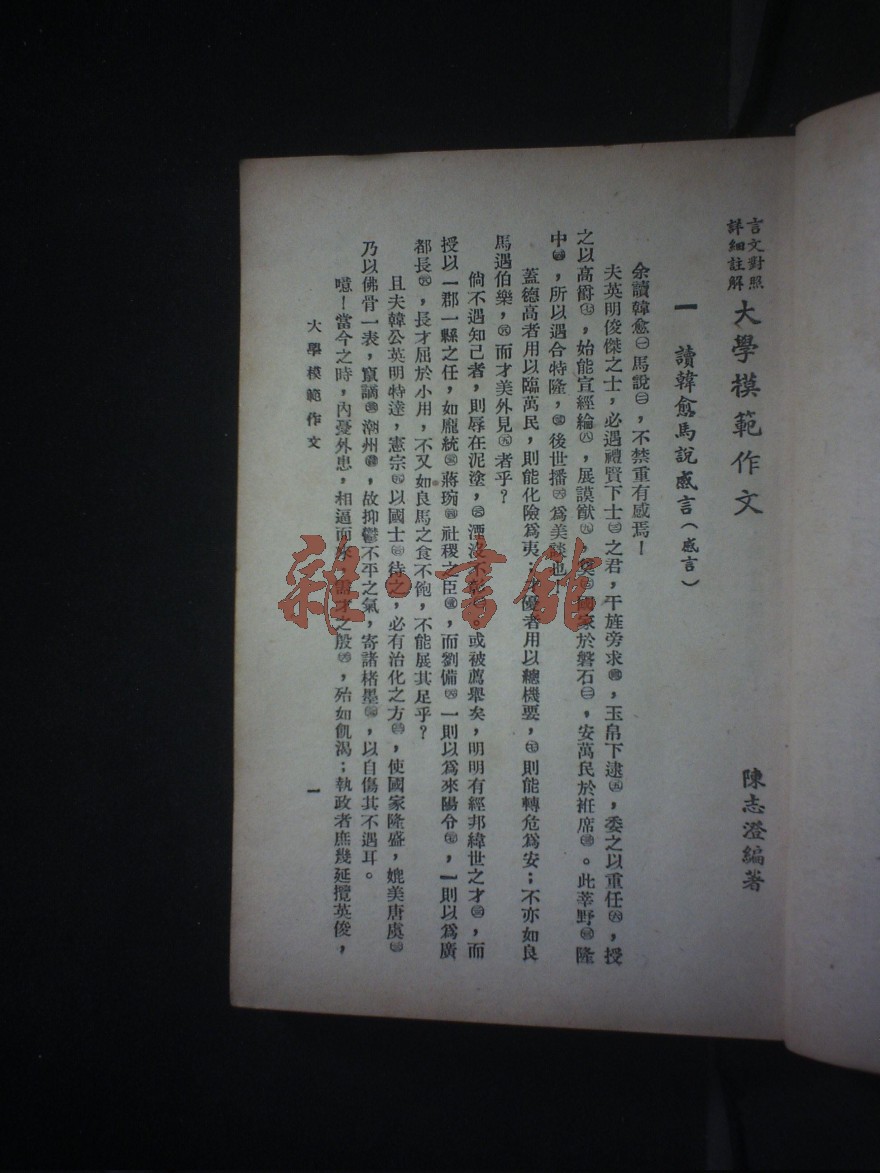 言文對照
詳細註解
大學模範作文
陳志澄編著
一 讀韓愈馬說感言(感言)
余讀韓愈㊀馬說㊁,不禁重有感焉!
夫英明俊傑之士,必遇禮賢下士㊂之君,干旌旁求㊃,玉帛下逮㊄,委之以重任㊅,授
之以高爵㊆,始能宣經綸㊇,展謨猷㊈,國家於磐石,安萬民於袵席。此莘野隆
中,所以遇合特隆,後世播為美談也!
蓋德高者用以臨萬民,則能化險為夷;才優者用以總機要,則能轉危為安;不亦如良
馬遇伯樂,而才美外見者乎?
倘不遇知己者,則辱在泥塗,湮沒不彰。或被薦舉矣,明明有經邦緯世之才,而
授以一郡一縣之任,如龐統蔣琬社稷之臣,而劉備一則以為來陽令,一則以為廣
都長,長才屈於小用,不又如良馬之食不飽,不能展其足乎?
且夫韓公英明特達,憲宗以國士待之,必有治化之方,使國家隆盛,媲美唐虞
乃以佛骨一表,竄謫潮州,故抑鬱不平之氣,寄諸楮墨,以自傷其不遇耳。
噫!當今之時,內憂外患,相逼而來,需才之殷,殆如飢渴;執政者庶幾延攬英俊,
大學模範作文
一
雜·書館